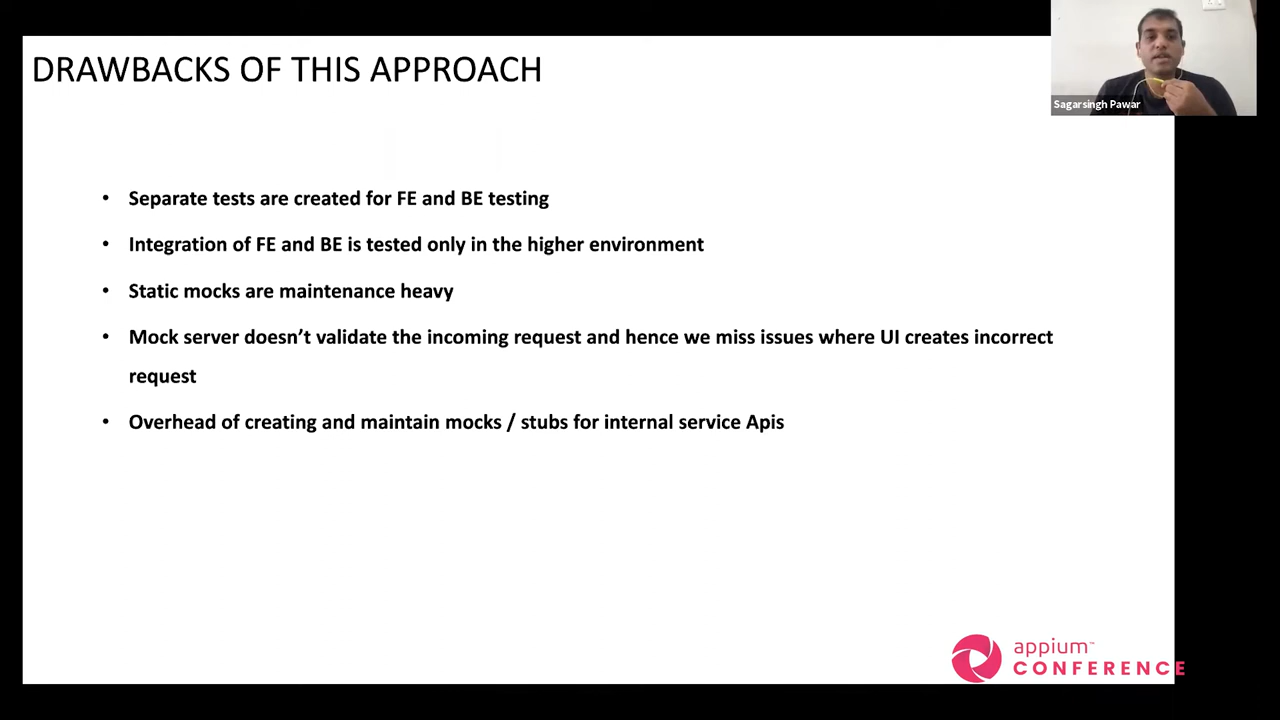 DRAWBACKS OF THIS APPROACH
Sagarsingh Pawar
• Separate tests are created for FE and BE testing
• Integration of FE and BE is tested only in the higher environment
• Static mocks are maintenance heavy
• Mock server doesn’t validate the incoming request and hence we miss issues where UI creates incorrect
request
• Overhead of creating and maintain mocks / stubs for internal service Apis
appium™
CONFERENCE